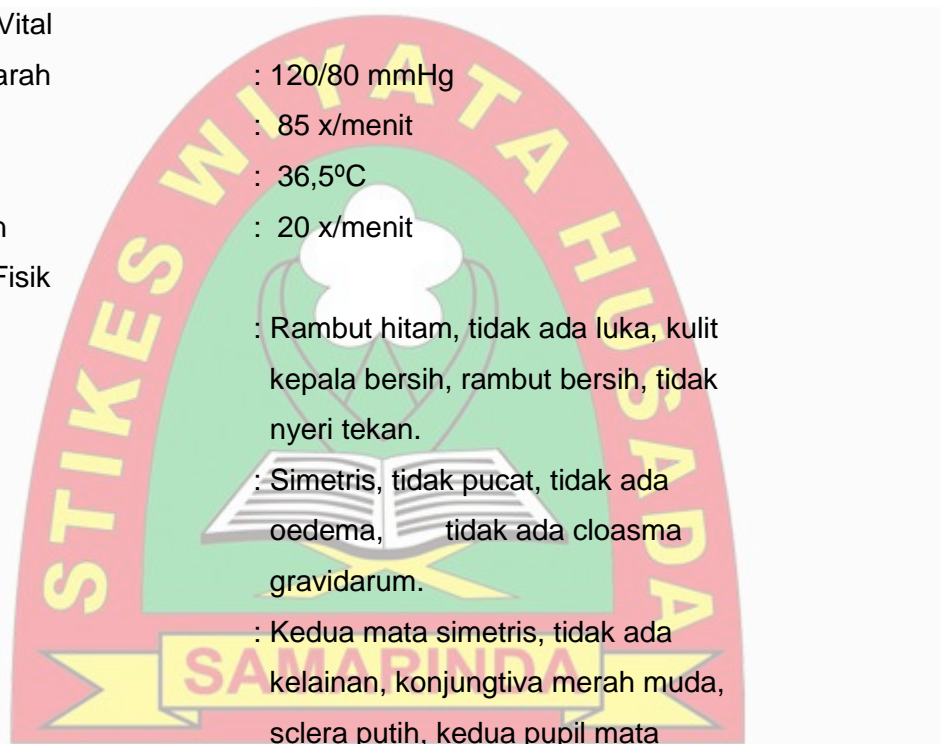 Vital
arah : 120/80 mmHg
: 85 x/menit
: 36,5ºC
n : 20 x/menit
Fisik
: Rambut hitam, tidak ada luka, kulit
kepala bersih, rambut bersih, tidak
nyeri tekan.
: Simetris, tidak pucat, tidak ada
oedema, tidak ada cloasma
gravidarum.
: Kedua mata simetris, tidak ada
kelainan, konjungtiva merah muda,
sclera putih, kedua pupil mata
STIKES WIYATA HUSADA
SAMARINDA